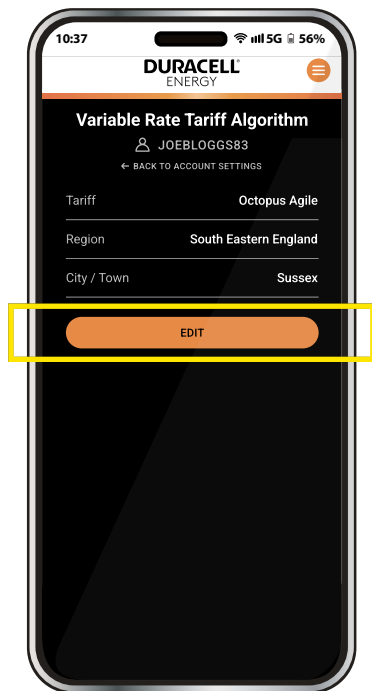 10:37 5G 56%
DURACELL
ENERGY
Variable Rate Tariff Algorithm
JOEBLOGGS83
← BACK TO ACCOUNT SETTINGS
Tariff Octopus Agile
Region South Eastern England
City / Town Sussex
EDIT